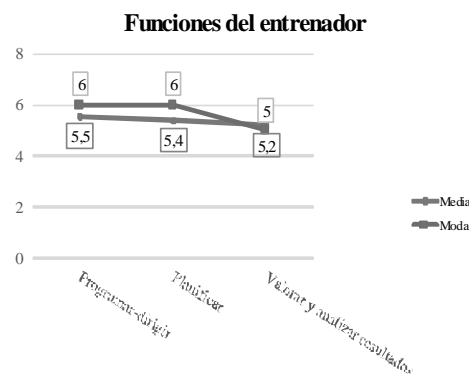 Funciones del entrenador
8
6
4
2
0
6
6
5
5,5
5,4
5,2
Media
Moda
Programar-dirigir
Planificar
Valorar y analizar resultados